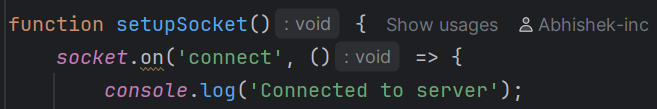 function setupSocket() : void { Show usages Abhishek-inc
socket.on('connect', () : void => {
console.log('Connected to server');